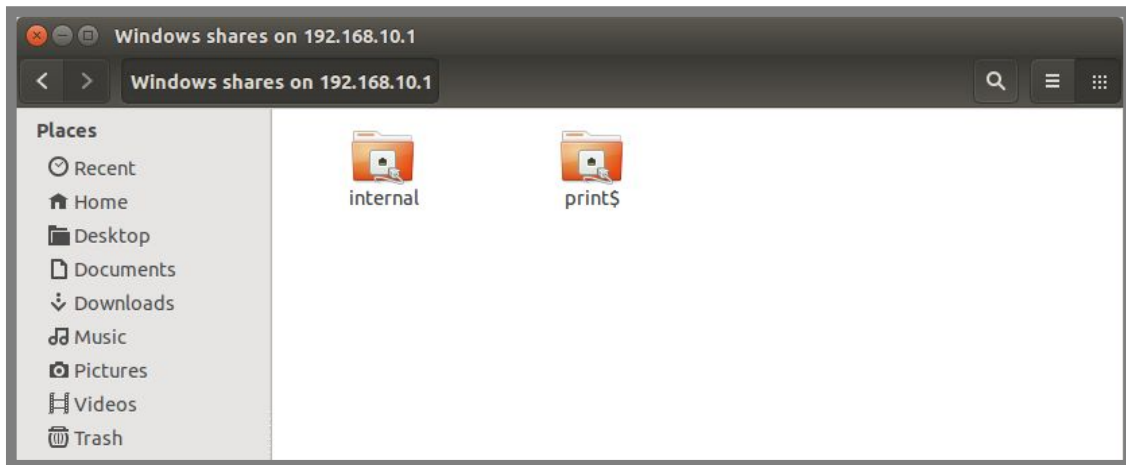 Windows shares on 192.168.10.1
Windows shares on 192.168.10.1
Places
Recent
Home
Desktop
Documents
Downloads
Music
Pictures
Videos
Trash
internal
print$